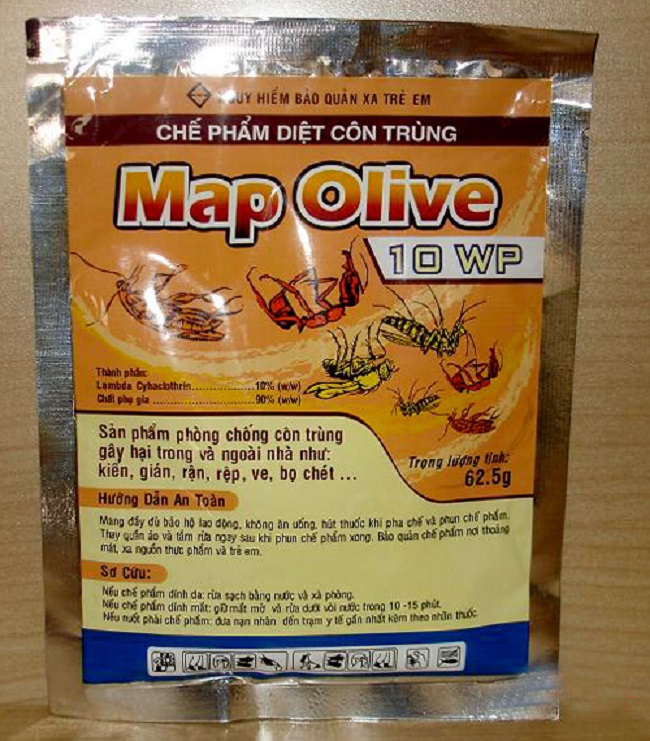 NGUY HIỂM BẢO QUẢN XA TRẺ EM
CHẾ PHẨM DIỆT CÔN TRÙNG
Map Olive
10 WP
Thành phần:
Lambda Cyhaclothrin....................10% (w/w)
Chất phụ gia ..............................90% (w/w)
Sản phẩm phòng chống côn trùng
gây hại trong và ngoài nhà như:
kiến, gián, rận, rệp, ve, bọ chét ...
Trọng lượng tịnh:
62.5g
Hướng Dẫn An Toàn
Mang đầy đủ bảo hộ lao động, không ăn uống, hút thuốc khi pha chế và phun chế phẩm.
Thay quần áo và tắm rửa ngay sau khi phun chế phẩm xong. Bảo quản chế phẩm nơi thoáng
mát, xa nguồn thực phẩm và trẻ em.
Sơ Cứu:
Nếu chế phẩm dính da: rửa sạch bằng nước và xà phòng.
Nếu chế phẩm dính mắt: giữ mắt mở và rửa dưới vòi nước trong 10 -15 phút.
Nếu nuốt phải chế phẩm: đưa nạn nhân đến trạm y tế gần nhất kèm theo nhãn thuốc.